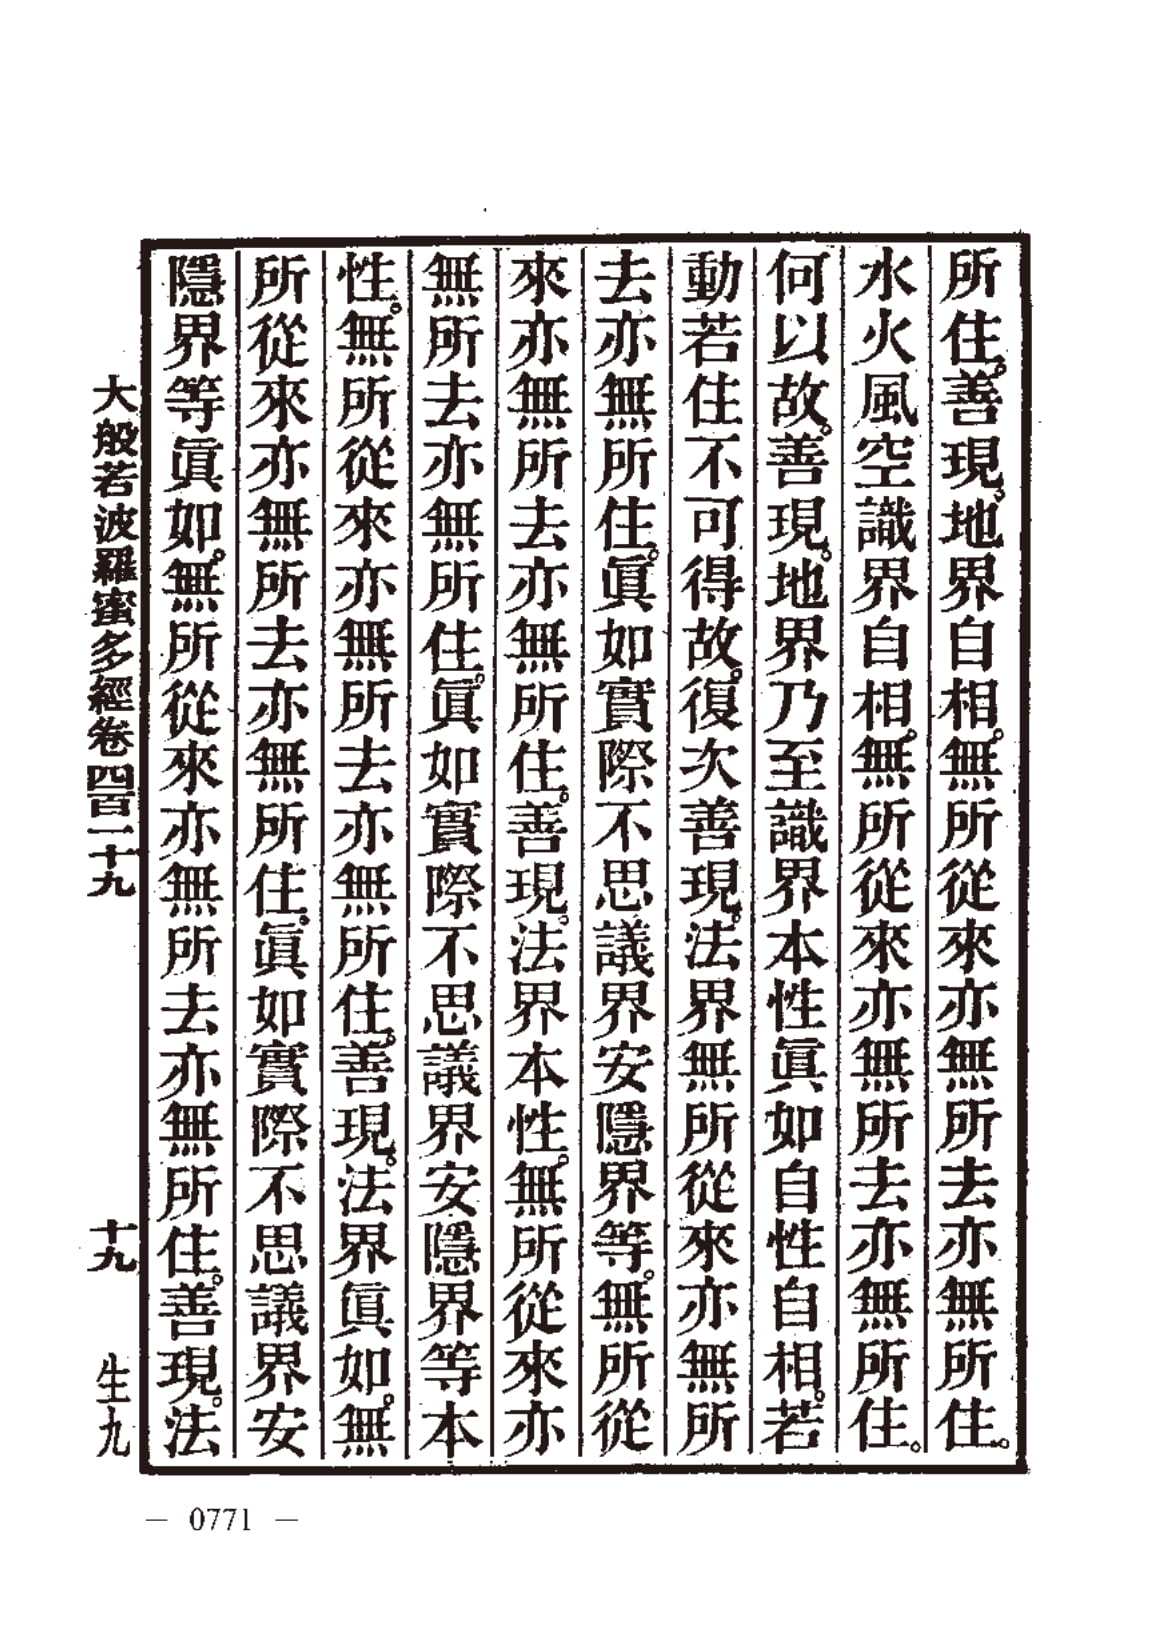 所住。善現。地界自相。無所從來亦無所去亦無所住。
水火風空識界自相。無所從來亦無所去亦無所住。
何以故。善現。地界乃至識界本性眞如自性自相。若
動若住不可得故。復次善現。法界無所從來亦無所
去亦無所住。眞如實際不思議界安隱界等。無所從
來亦無所去亦無所住。善現。法界本性。無所從來亦
無所去亦無所住。眞如實際不思議界安隱界等本
性。無所從來亦無所去亦無所住。善現。法界眞如。無
所從來亦無所去亦無所住。眞如實際不思議界安
隱界等眞如。無所從來亦無所去亦無所住。善現。法
大般若波羅蜜多經卷四百一十九 十九 生九
— 0771 —